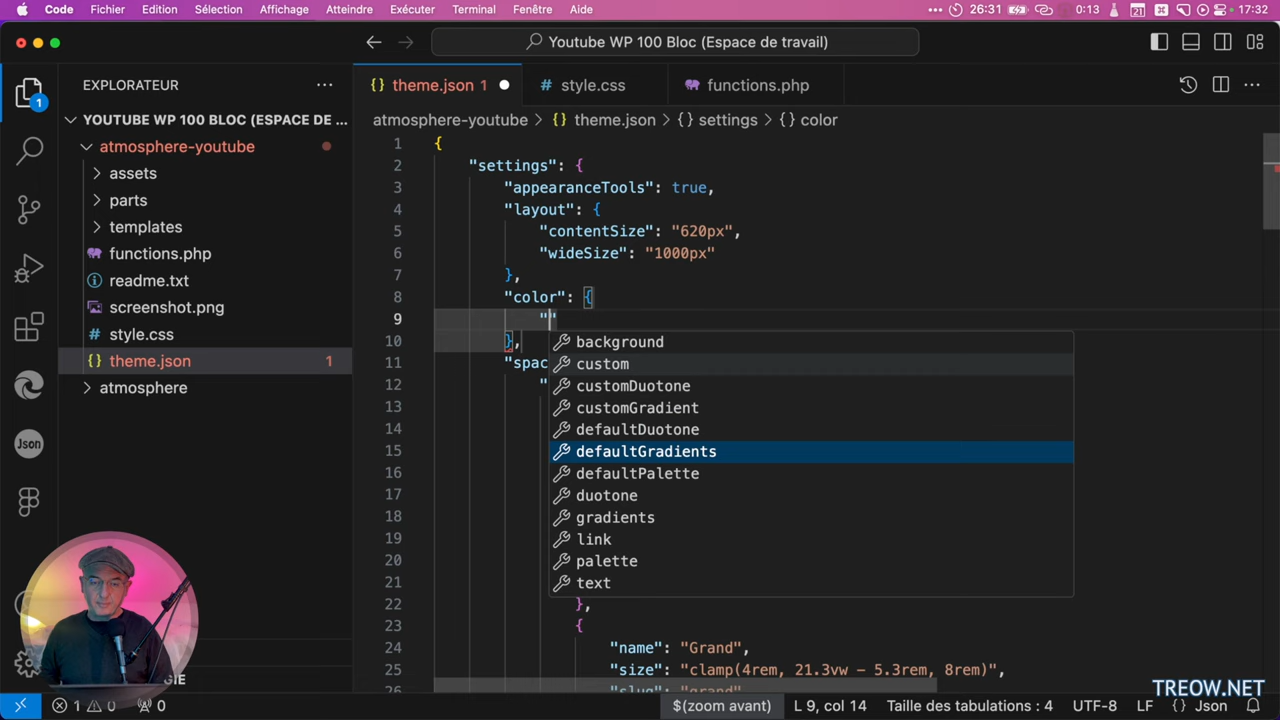 Code Fichier Edition Sélection Affichage Atteindre Exécuter Terminal Fenêtre Aide ••• 26:31 0:13 21 17:32
Youtube WP 100 Bloc (Espace de travail)
EXPLORATEUR ···
{} theme.json 1
# style.css
functions.php
YOUTUBE WP 100 BLOC (ESPACE DE ...
atmosphere-youtube
assets
parts
templates
functions.php
readme.txt
screenshot.png
# style.css
{} theme.json 1
atmosphere
1
Json
atmosphere-youtube > {} theme.json > {} settings > {} color
1 {
2 "settings": {
3 "appearanceTools": true,
4 "layout": {
5 "contentSize": "620px",
6 "wideSize": "1000px"
7 },
8 "color": {
9 ""
10 },
11 "spac
12 "
13
14
15
16
17
18
19
20
21
22 },
23 {
24 "name": "Grand",
25 "size": "clamp(4rem, 21.3vw - 5.3rem, 8rem)",
26 "slug": "grand"
background
custom
customDuotone
customGradient
defaultDuotone
defaultGradients
defaultPalette
duotone
gradients
link
palette
text
GIE
TREOW.NET
1 0 0 $(zoom avant) L 9, col 14 Taille des tabulations : 4 UTF-8 LF {} Json